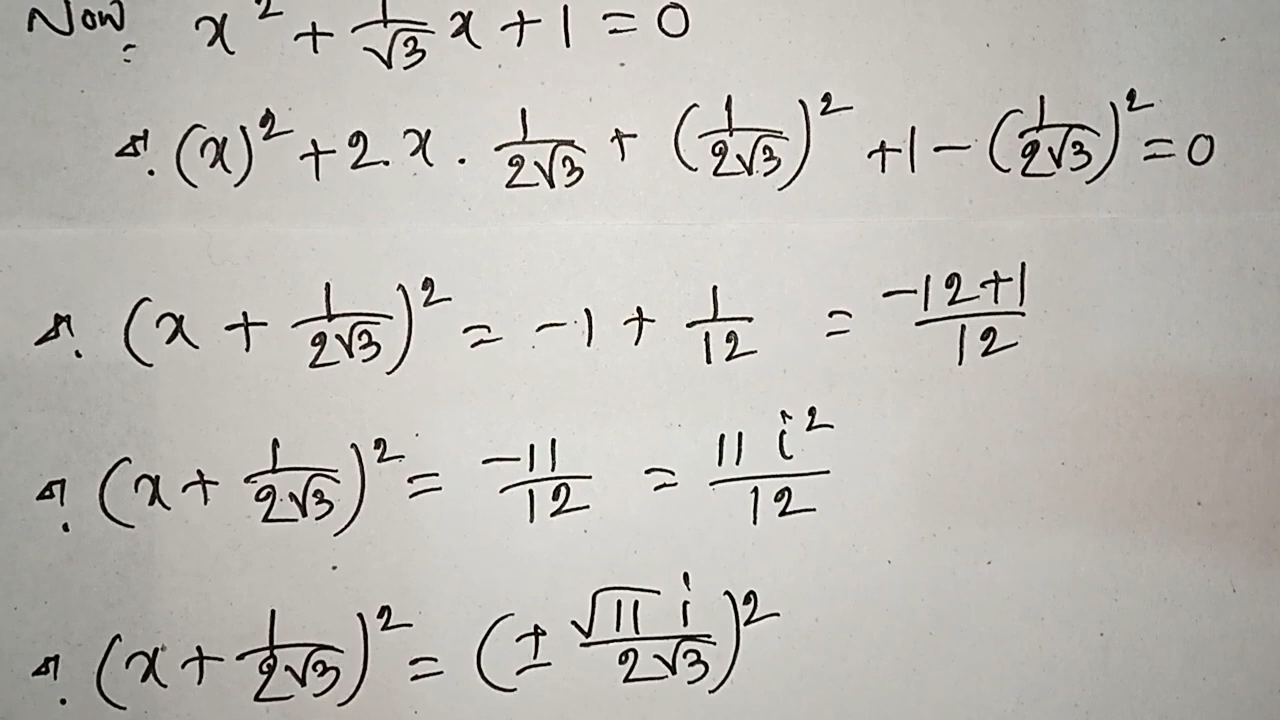 Now, x² + 1/√3 x + 1 = 0
বা, (x)² + 2.x . 1/2√3 + (1/2√3)² + 1 − (1/2√3)² = 0
বা, (x + 1/2√3)² = −1 + 1/12 = −12+1/12
বা, (x + 1/2√3)² = −11/12 = 11 i²/12
বা, (x + 1/2√3)² = (± √11 i/2√3)²